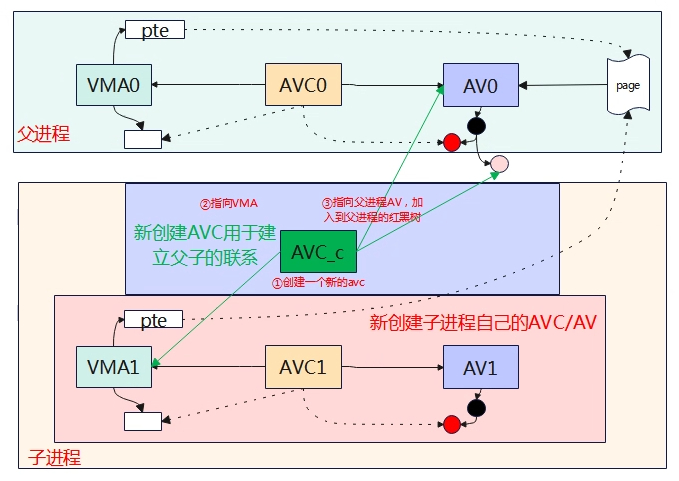 pte
VMA0
AVC0
AV0
page
父进程
②指向VMA
③指向父进程AV，加
入到父进程的红黑树
新创建AVC用于建
立父子的联系
AVC_c
①创建一个新的avc
pte
新创建子进程自己的AVC/AV
VMA1
AVC1
AV1
子进程